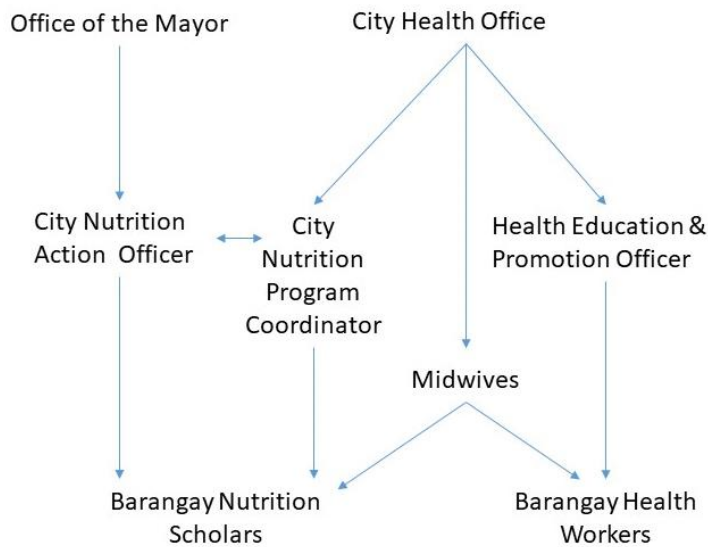 Office of the Mayor
City Health Office
City Nutrition
Action Officer
City
Nutrition
Program
Coordinator
Health Education &
Promotion Officer
Midwives
Barangay Nutrition
Scholars
Barangay Health
Workers